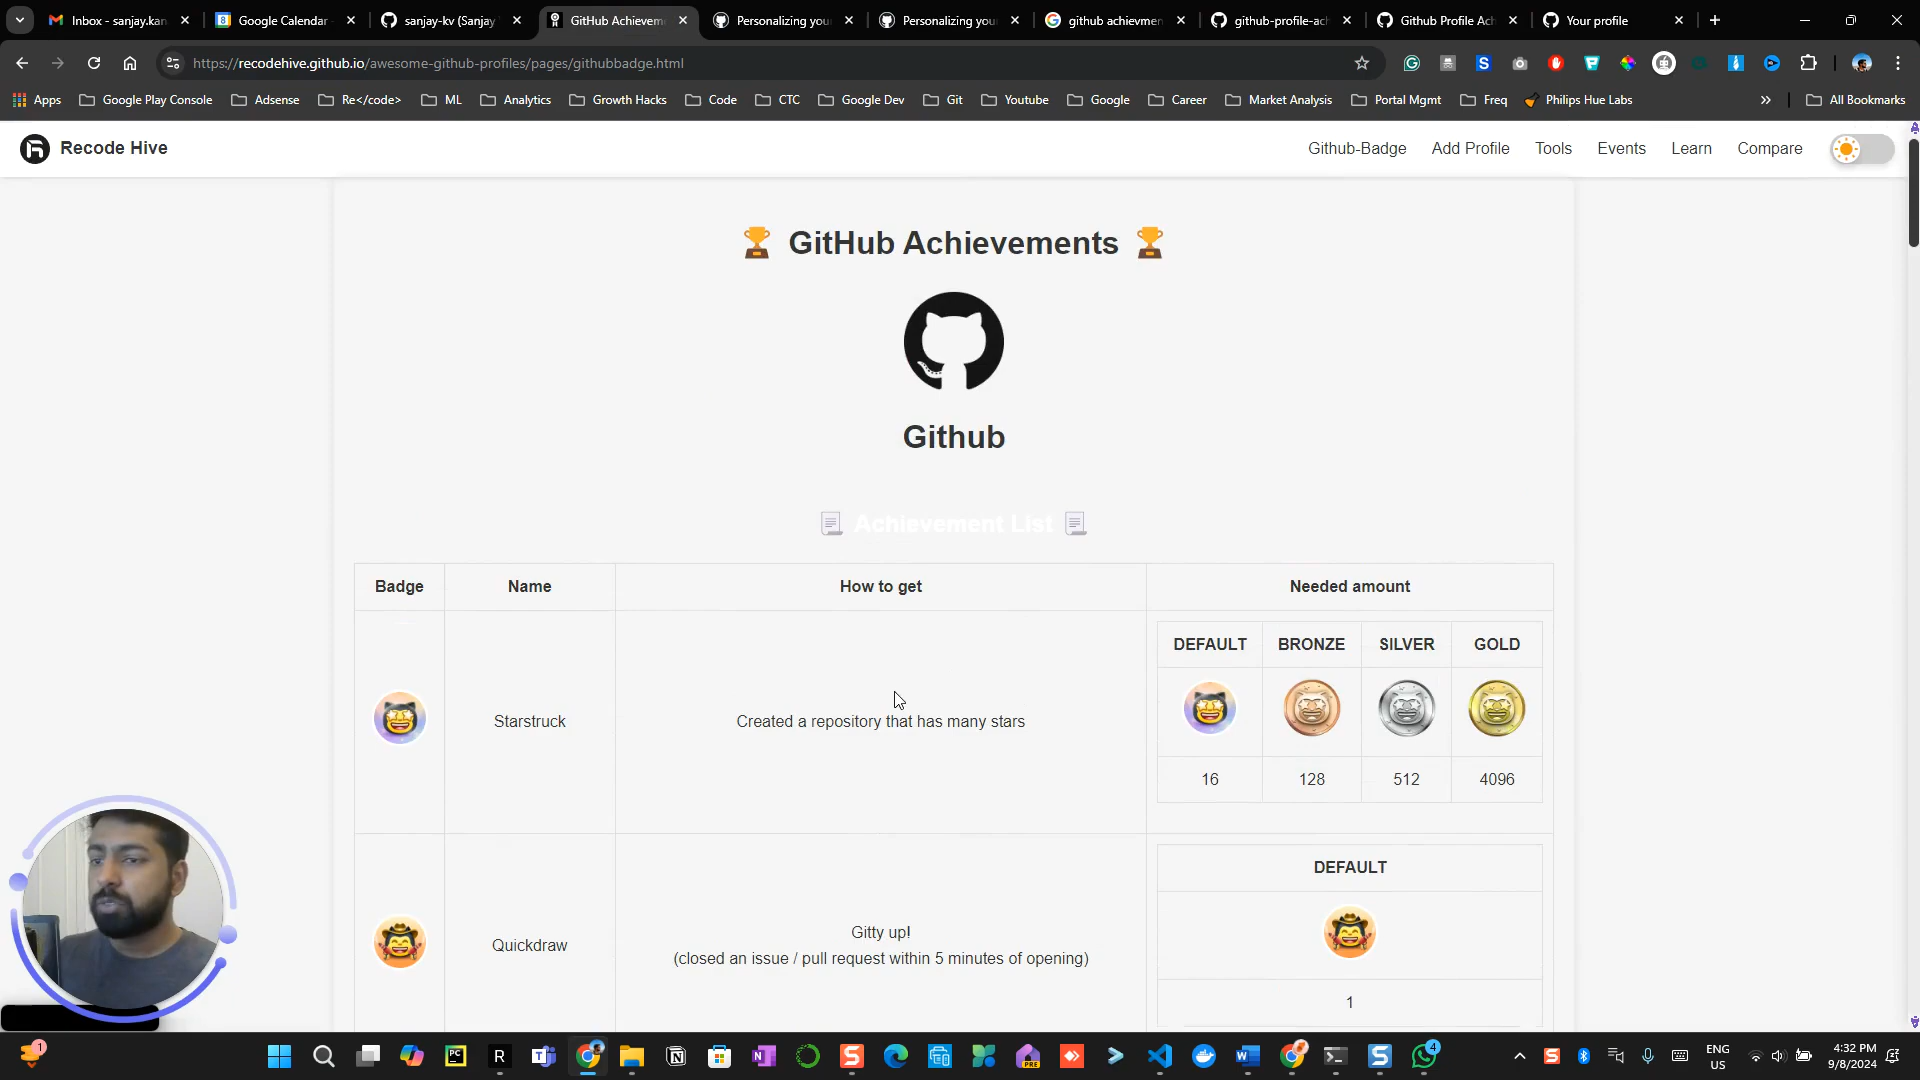 Inbox - sanjay.kan
Google Calendar
sanjay-kv (Sanjay
GitHub Achievem
Personalizing you
Personalizing you
github achievmen
github-profile-ac
Github Profile Ac
Your profile
https://recodehive.github.io/awesome-github-profiles/pages/githubbadge.html
Apps
Google Play Console
Adsense
Re</code>
ML
Analytics
Growth Hacks
Code
CTC
Google Dev
Git
Youtube
Google
Career
Market Analysis
Portal Mgmt
Freq
Philips Hue Labs
»
All Bookmarks
Recode Hive
Github-Badge
Add Profile
Tools
Events
Learn
Compare
GitHub Achievements
Github
Achievement List
Badge
Name
How to get
Needed amount
DEFAULT
BRONZE
SILVER
GOLD
Starstruck
Created a repository that has many stars
16
128
512
4096
DEFAULT
Quickdraw
Gitty up!
(closed an issue / pull request within 5 minutes of opening)
1
ENG
US
4:32 PM
9/8/2024